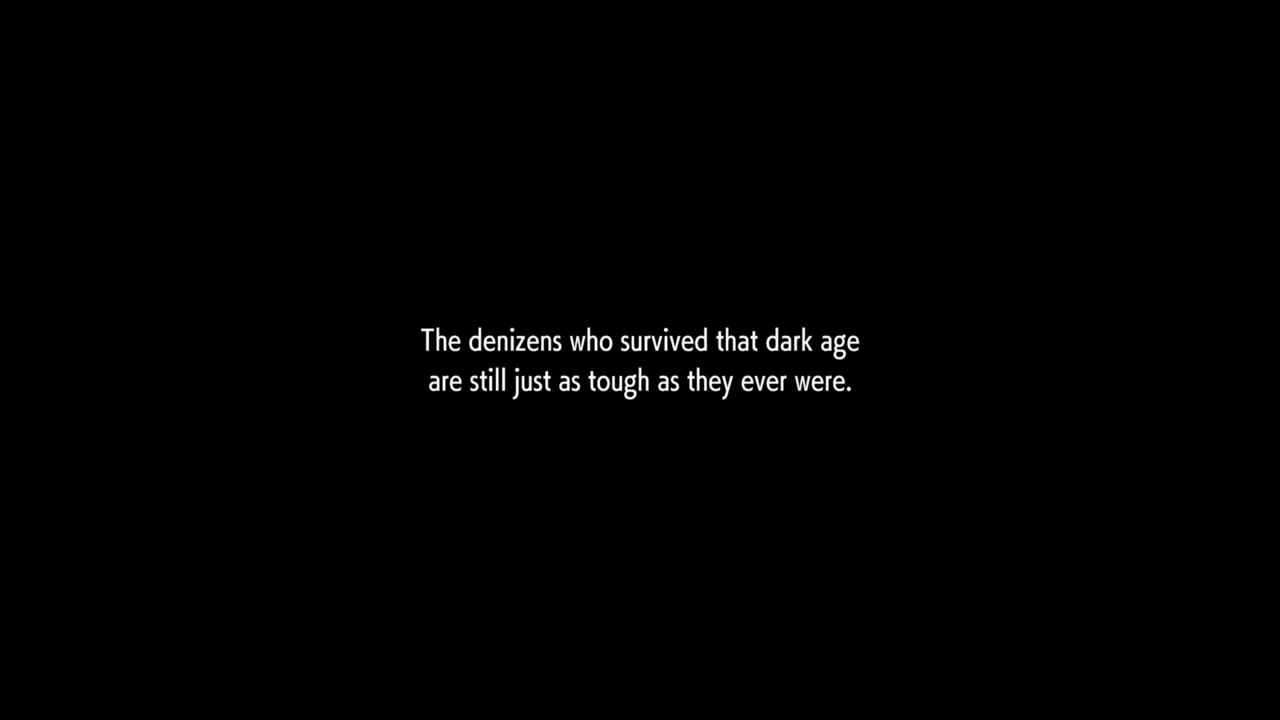 The denizens who survived that dark age
are still just as tough as they ever were.